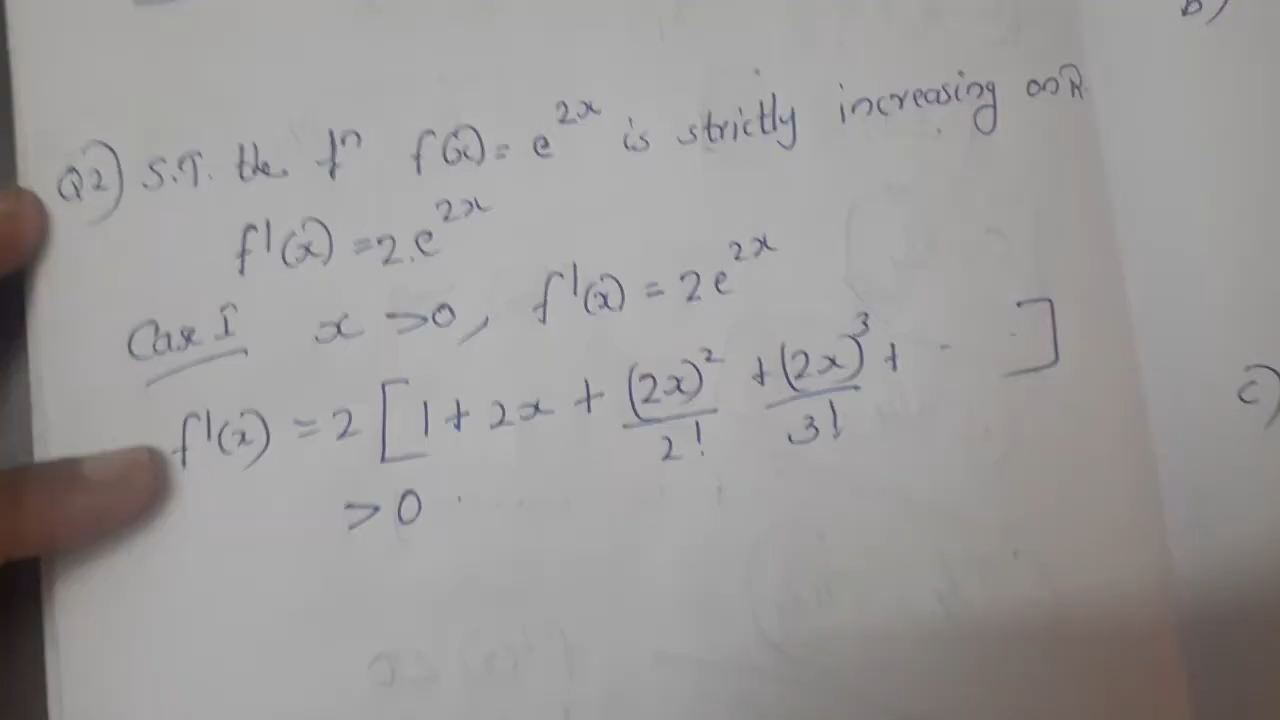 b)
Q2) S.T. the fⁿ f(x) = e^{2x} is strictly increasing on R
f'(x) = 2.e^{2x}
Case I x > 0, f'(x) = 2e^{2x}
f'(x) = 2 [1 + 2x + (2x)²/2! + (2x)³/3! + - - ]
> 0
c)